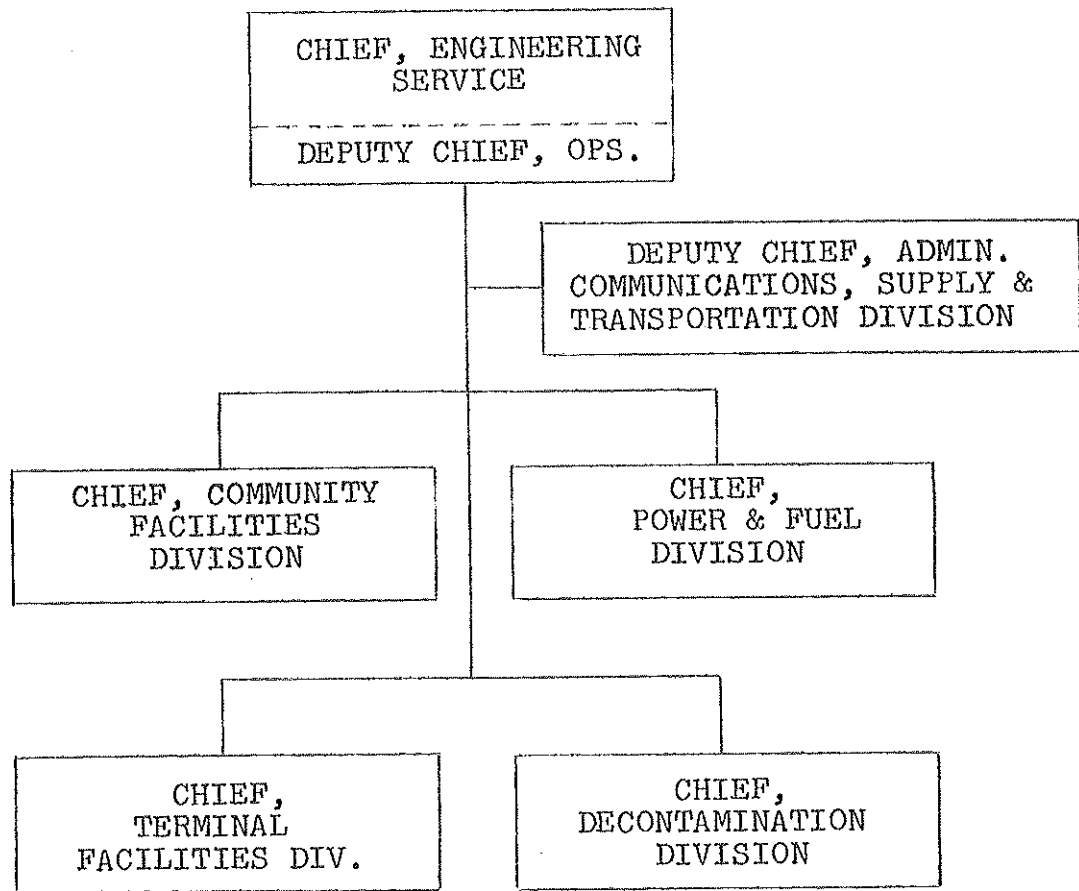 CHIEF, ENGINEERING
SERVICE
DEPUTY CHIEF, OPS.
DEPUTY CHIEF, ADMIN.
COMMUNICATIONS, SUPPLY &
TRANSPORTATION DIVISION
CHIEF, COMMUNITY
FACILITIES
DIVISION
CHIEF,
POWER & FUEL
DIVISION
CHIEF,
TERMINAL
FACILITIES DIV.
CHIEF,
DECONTAMINATION
DIVISION